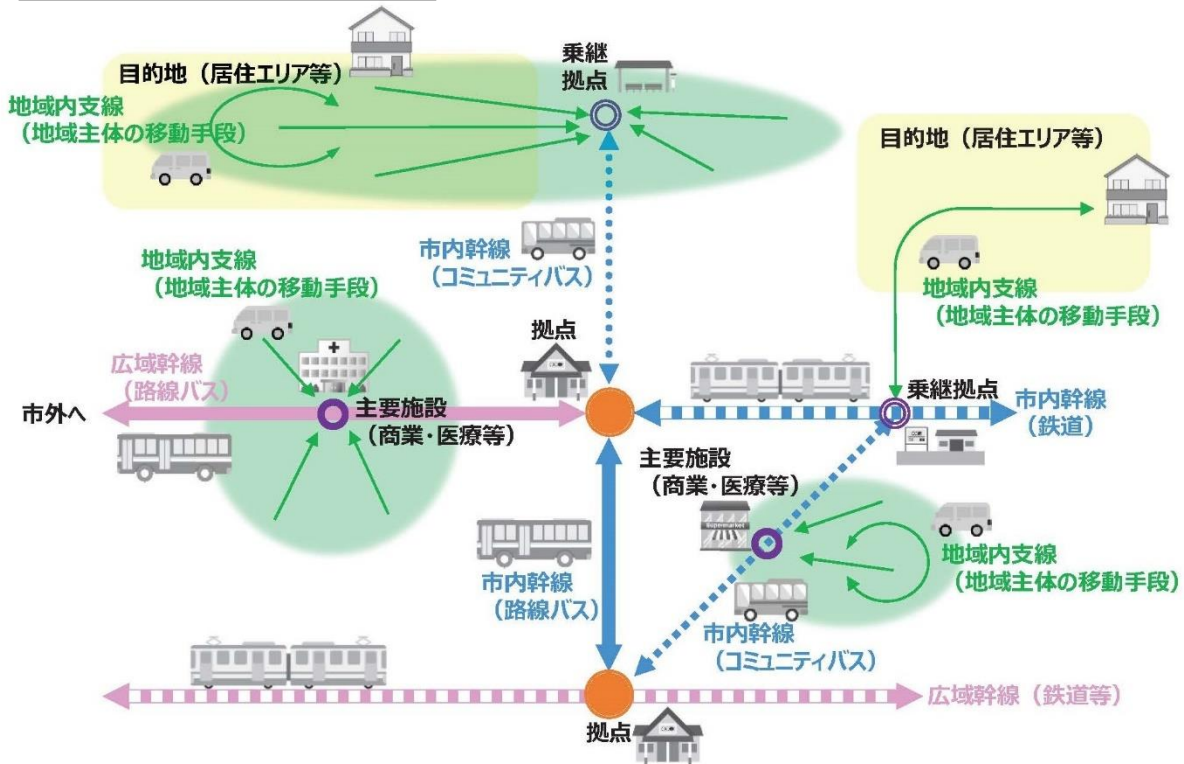 目的地（居住エリア等）
乗継
拠点
地域内支線
（地域主体の移動手段）
目的地（居住エリア等）
市内幹線
（コミュニティバス）
地域内支線
（地域主体の移動手段）
地域内支線
（地域主体の移動手段）
拠点
広域幹線
（路線バス）
乗継拠点
市外へ
主要施設
（商業・医療等）
市内幹線
（鉄道）
主要施設
（商業・医療等）
Supermarket
地域内支線
（地域主体の移動手段）
市内幹線
（路線バス）
市内幹線
（コミュニティバス）
広域幹線（鉄道等）
拠点